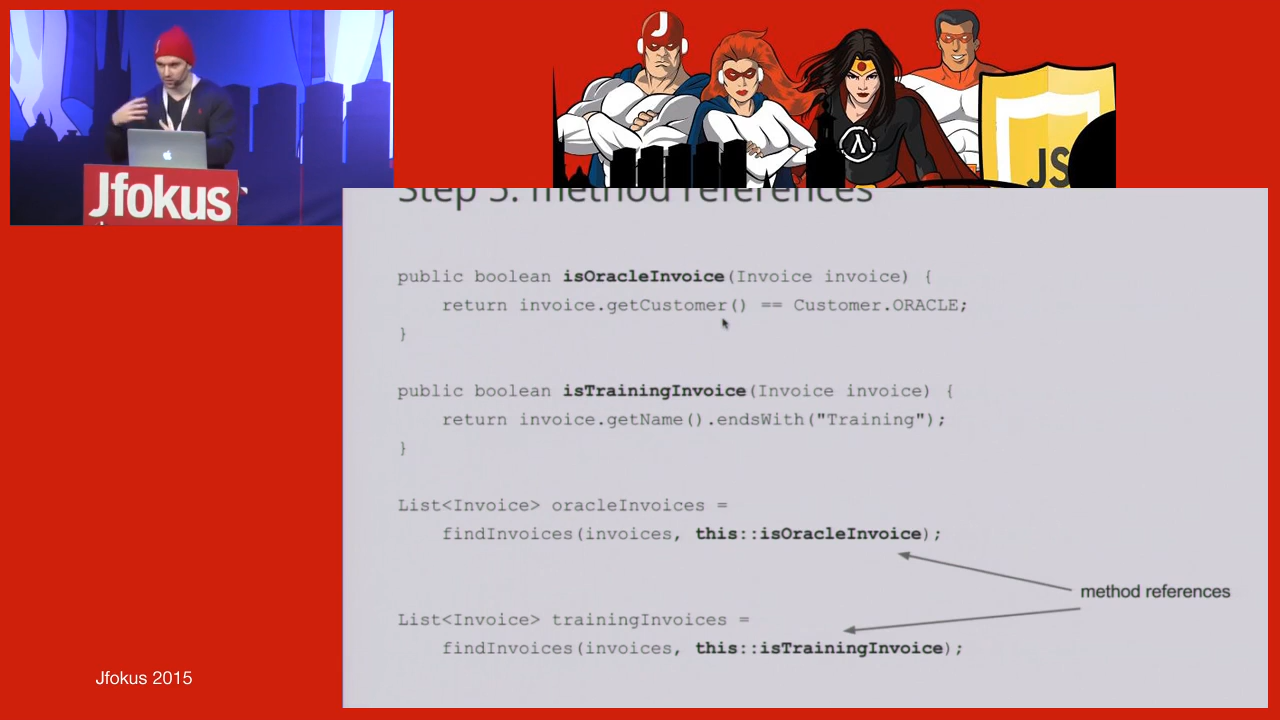 J
JS
Jfokus
Step 5: method references
public boolean isOracleInvoice(Invoice invoice) {
    return invoice.getCustomer() == Customer.ORACLE;
}
public boolean isTrainingInvoice(Invoice invoice) {
    return invoice.getName().endsWith("Training");
}
List<Invoice> oracleInvoices =
    findInvoices(invoices, this::isOracleInvoice);
method references
List<Invoice> trainingInvoices =
    findInvoices(invoices, this::isTrainingInvoice);
Jfokus 2015